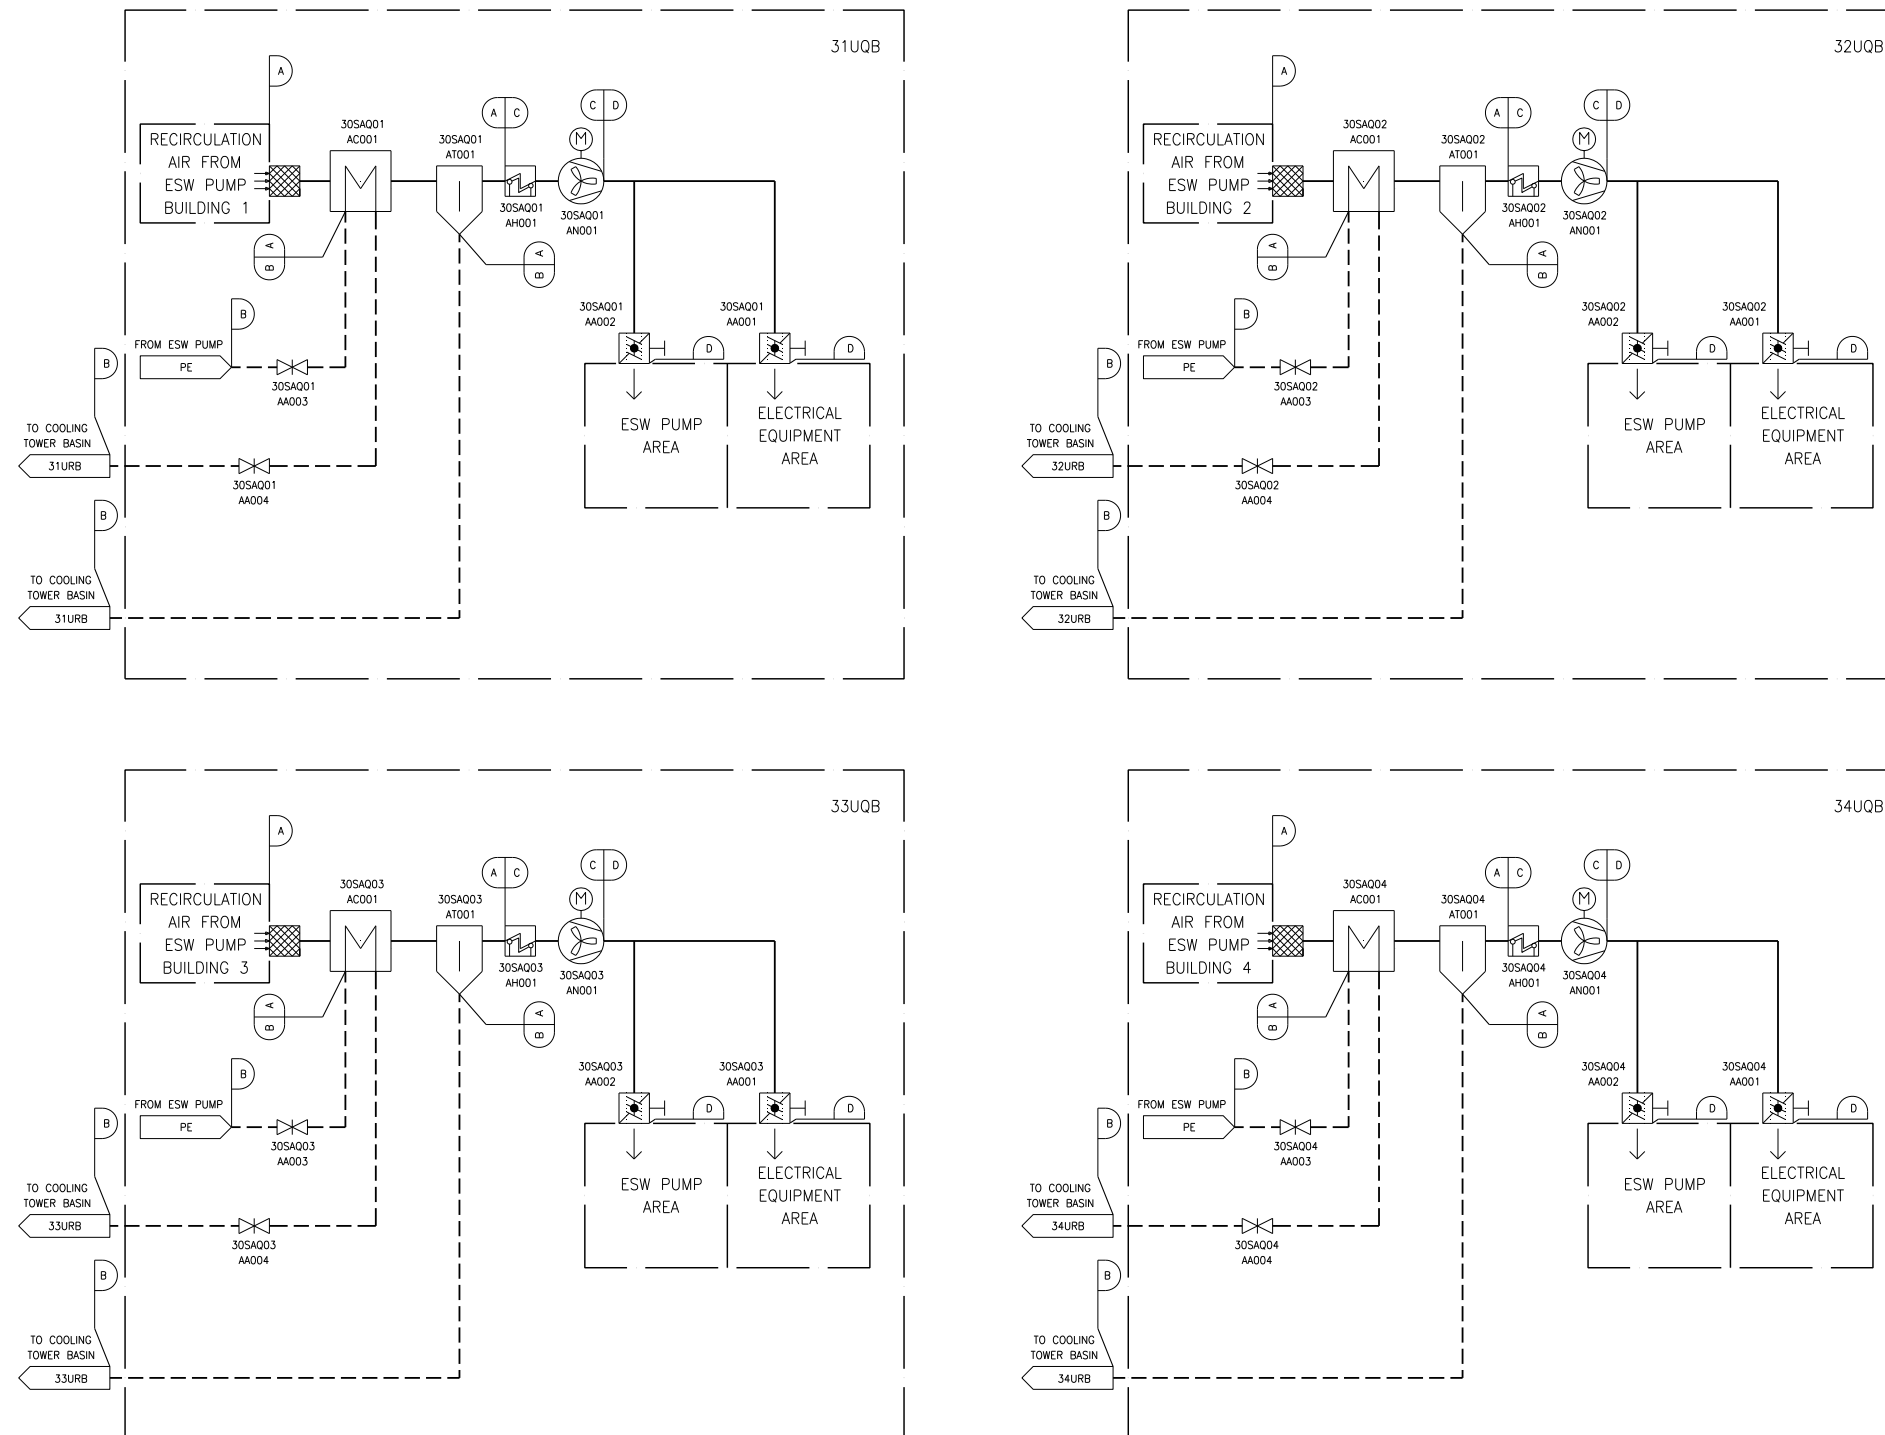 31UQB
A
30SAQ01
AC001
30SAQ01
AT001
A C
M
C D
RECIRCULATION
AIR FROM
ESW PUMP
BUILDING 1
30SAQ01
AH001
30SAQ01
AN001
A
B
A
B
B
30SAQ01
AA002
30SAQ01
AA001
FROM ESW PUMP
PE
30SAQ01
AA003
D
D
B
ESW PUMP
AREA
ELECTRICAL
EQUIPMENT
AREA
TO COOLING
TOWER BASIN
31URB
30SAQ01
AA004
B
TO COOLING
TOWER BASIN
31URB
32UQB
A
30SAQ02
AC001
30SAQ02
AT001
A C
M
C D
RECIRCULATION
AIR FROM
ESW PUMP
BUILDING 2
30SAQ02
AH001
30SAQ02
AN001
A
B
A
B
B
30SAQ02
AA002
30SAQ02
AA001
FROM ESW PUMP
PE
30SAQ02
AA003
D
D
B
ESW PUMP
AREA
ELECTRICAL
EQUIPMENT
AREA
TO COOLING
TOWER BASIN
32URB
30SAQ02
AA004
B
TO COOLING
TOWER BASIN
32URB
33UQB
A
30SAQ03
AC001
30SAQ03
AT001
A C
M
C D
RECIRCULATION
AIR FROM
ESW PUMP
BUILDING 3
30SAQ03
AH001
30SAQ03
AN001
A
B
A
B
B
30SAQ03
AA002
30SAQ03
AA001
FROM ESW PUMP
PE
30SAQ03
AA003
D
D
B
ESW PUMP
AREA
ELECTRICAL
EQUIPMENT
AREA
TO COOLING
TOWER BASIN
33URB
30SAQ03
AA004
B
TO COOLING
TOWER BASIN
33URB
34UQB
A
30SAQ04
AC001
30SAQ04
AT001
A C
M
C D
RECIRCULATION
AIR FROM
ESW PUMP
BUILDING 4
30SAQ04
AH001
30SAQ04
AN001
A
B
A
B
B
30SAQ04
AA002
30SAQ04
AA001
FROM ESW PUMP
PE
30SAQ04
AA003
D
D
B
ESW PUMP
AREA
ELECTRICAL
EQUIPMENT
AREA
TO COOLING
TOWER BASIN
34URB
30SAQ04
AA004
B
TO COOLING
TOWER BASIN
34URB